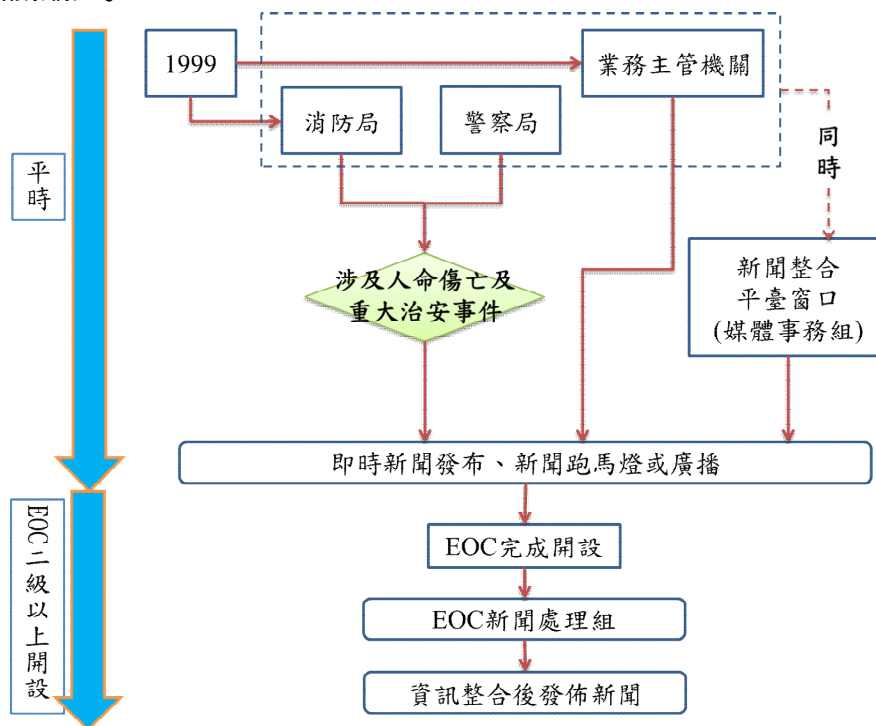 1999
業務主管機關
消防局
警察局
同
時
平
時
涉及人命傷亡及
重大治安事件
新聞整合
平臺窗口
(媒體事務組)
即時新聞發布、新聞跑馬燈或廣播
EOC二級以上開設
EOC完成開設
EOC新聞處理組
資訊整合後發佈新聞